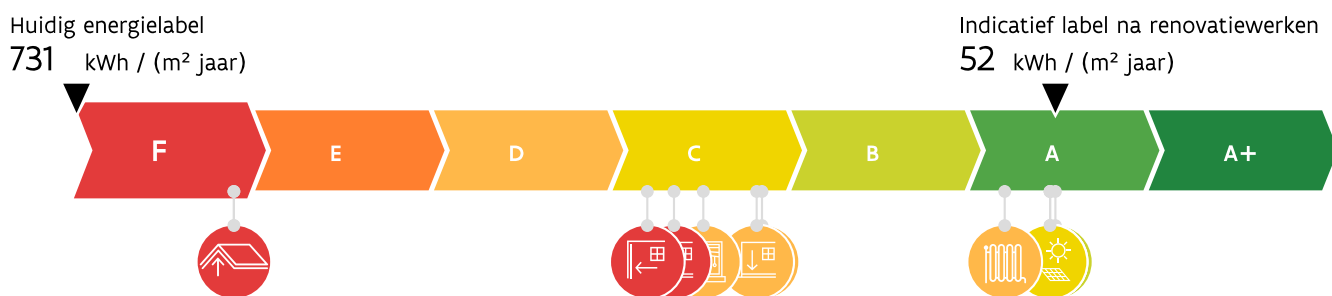 Huidig energielabel
731 kWh / (m² jaar)
Indicatief label na renovatiewerken
52 kWh / (m² jaar)
F E D C B A A+